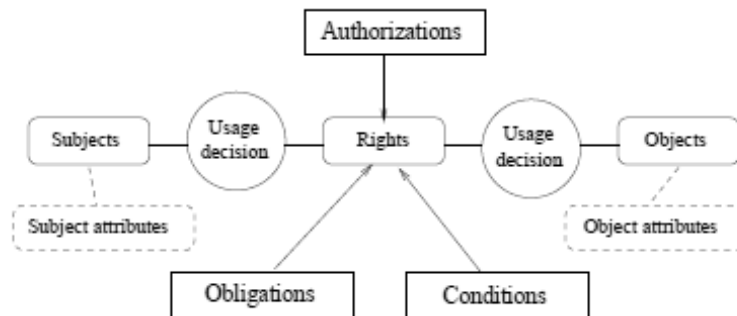 Authorizations
Subjects
Usage
decision
Rights
Usage
decision
Objects
Subject attributes
Object attributes
Obligations
Conditions